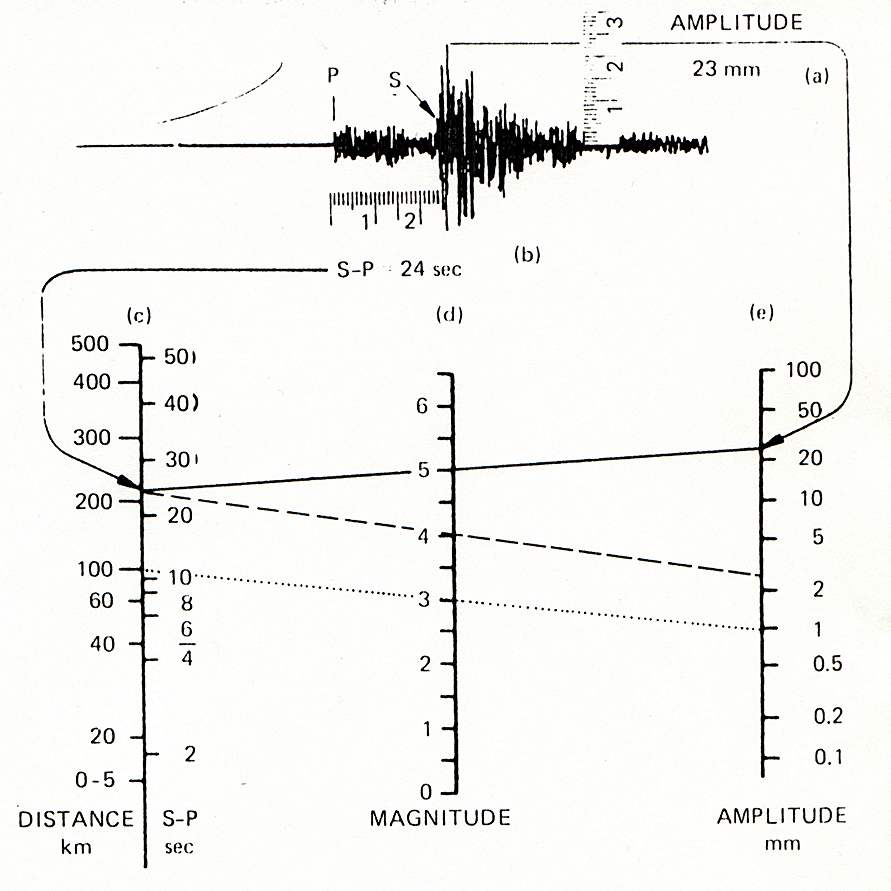 AMPLITUDE
23 mm
(a)
3
2
1
P
S
1
2
(b)
S-P = 24 sec
(c)
(d)
(e)
500
400
300
200
100
60
40
20
0-5
50
40
30
20
10
8
6
4
2
DISTANCE
km
S-P
sec
6
5
4
3
2
1
0
MAGNITUDE
100
50
20
10
5
2
1
0.5
0.2
0.1
AMPLITUDE
mm